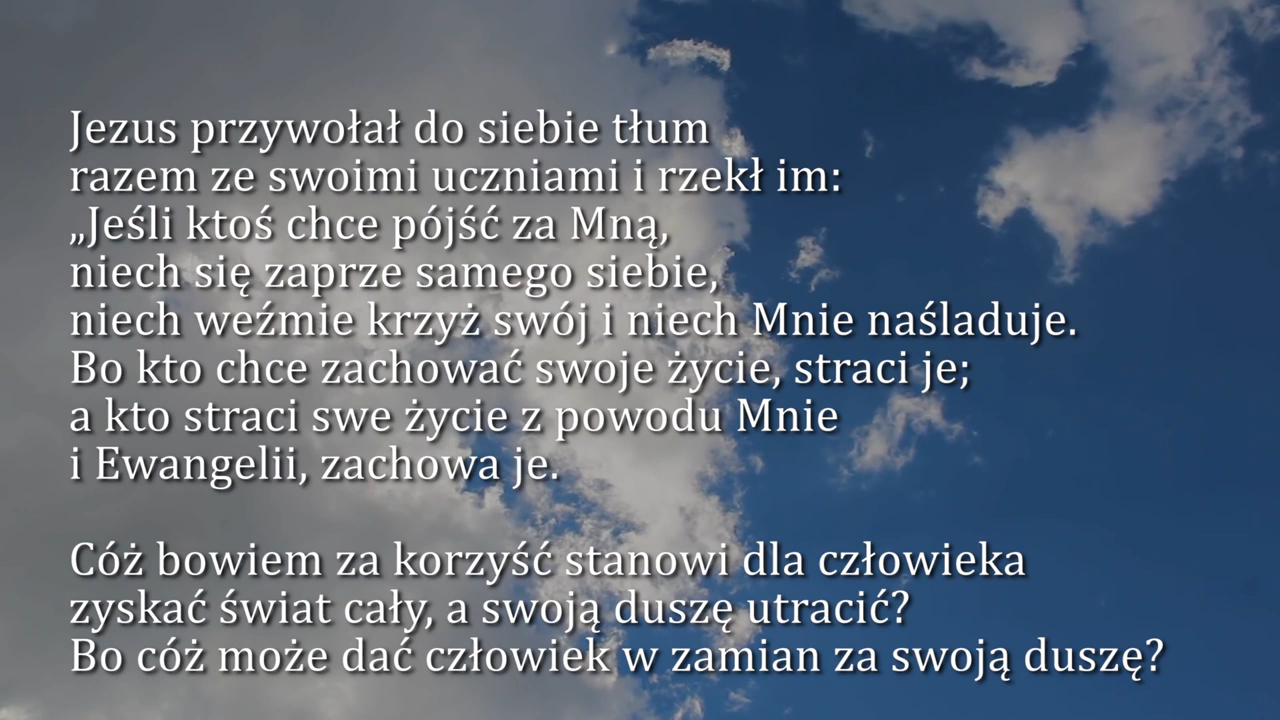 Jezus przywołał do siebie tłum
razem ze swoimi uczniami i rzekł im:
„Jeśli ktoś chce pójść za Mną,
niech się zaprze samego siebie,
niech weźmie krzyż swój i niech Mnie naśladuje.
Bo kto chce zachować swoje życie, straci je;
a kto straci swe życie z powodu Mnie
i Ewangelii, zachowa je.
Cóż bowiem za korzyść stanowi dla człowieka
zyskać świat cały, a swoją duszę utracić?
Bo cóż może dać człowiek w zamian za swoją duszę?